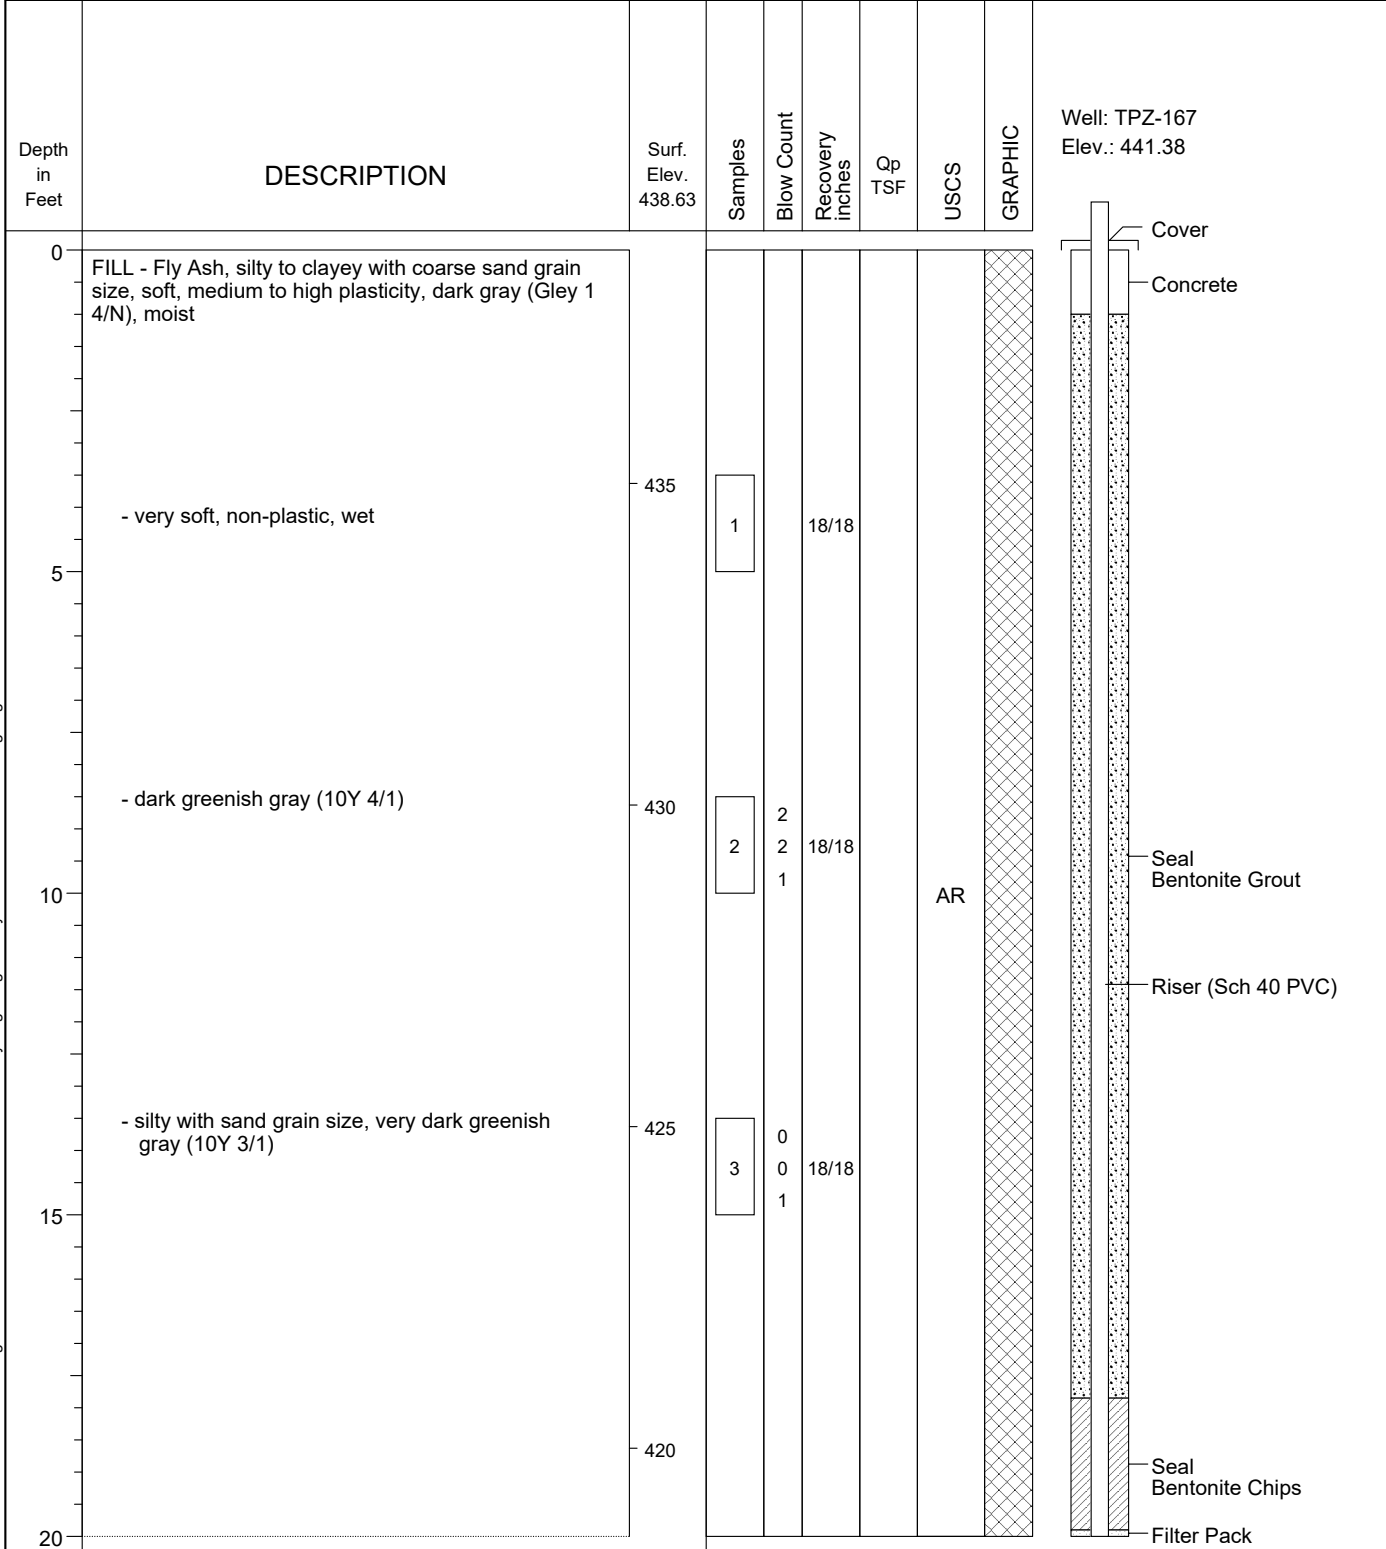 Depth
in
Feet
DESCRIPTION
Surf.
Elev.
438.63
Samples
Blow Count
Recovery
inches
Qp
TSF
USCS
GRAPHIC
Well: TPZ-167
Elev.: 441.38
Cover
Concrete
0
FILL - Fly Ash, silty to clayey with coarse sand grain
size, soft, medium to high plasticity, dark gray (Gley 1
4/N), moist
435
- very soft, non-plastic, wet
1
18/18
5
- dark greenish gray (10Y 4/1)
430
2
2
2
1
18/18
Seal
Bentonite Grout
10
AR
Riser (Sch 40 PVC)
- silty with sand grain size, very dark greenish
gray (10Y 3/1)
425
3
0
0
1
18/18
15
420
Seal
Bentonite Chips
20
Filter Pack